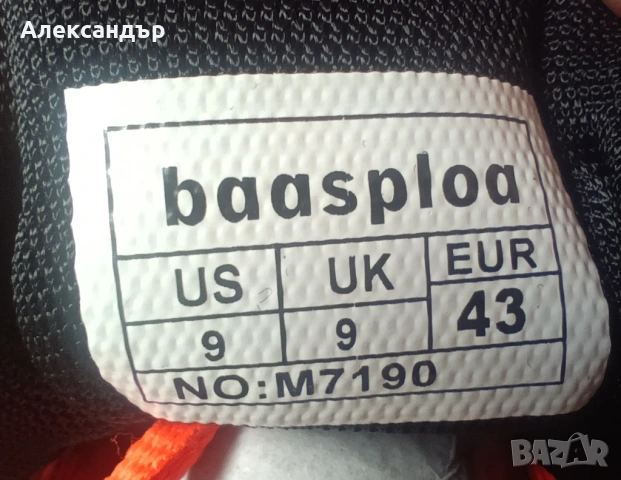 Александър
baasploa
US UK EUR
9 9 43
NO:M7190
BAZAR